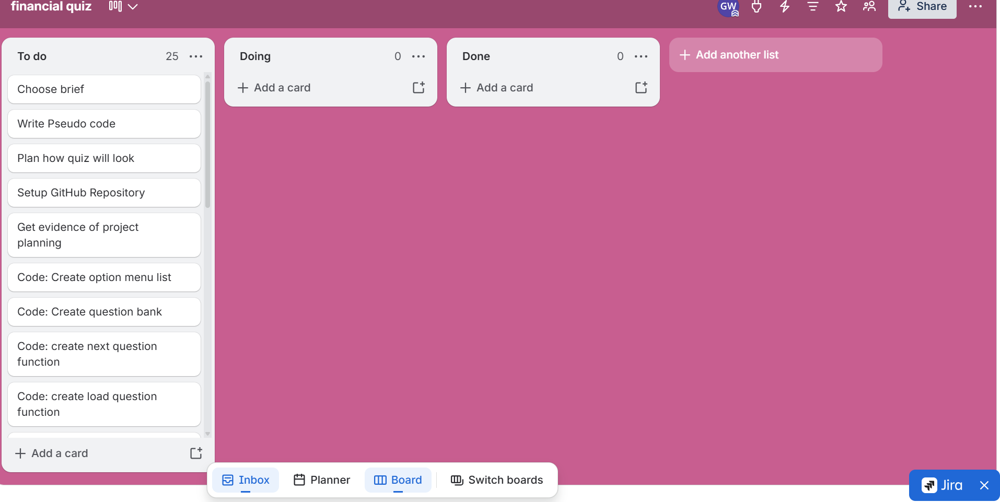 financial quiz
GW
Share
To do
25
Choose brief
Write Pseudo code
Plan how quiz will look
Setup GitHub Repository
Get evidence of project
planning
Code: Create option menu list
Code: Create question bank
Code: create next question
function
Code: create load question
function
Add a card
Doing
0
Add a card
Done
0
Add a card
Add another list
Inbox
Planner
Board
Switch boards
Jira